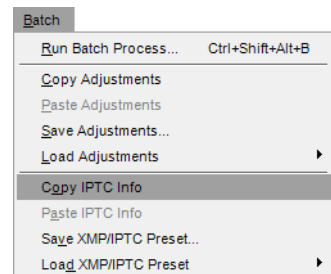 Batch
Run Batch Process... Ctrl+Shift+Alt+B
Copy Adjustments
Paste Adjustments
Save Adjustments...
Load Adjustments
Copy IPTC Info
Paste IPTC Info
Save XMP/IPTC Preset...
Load XMP/IPTC Preset